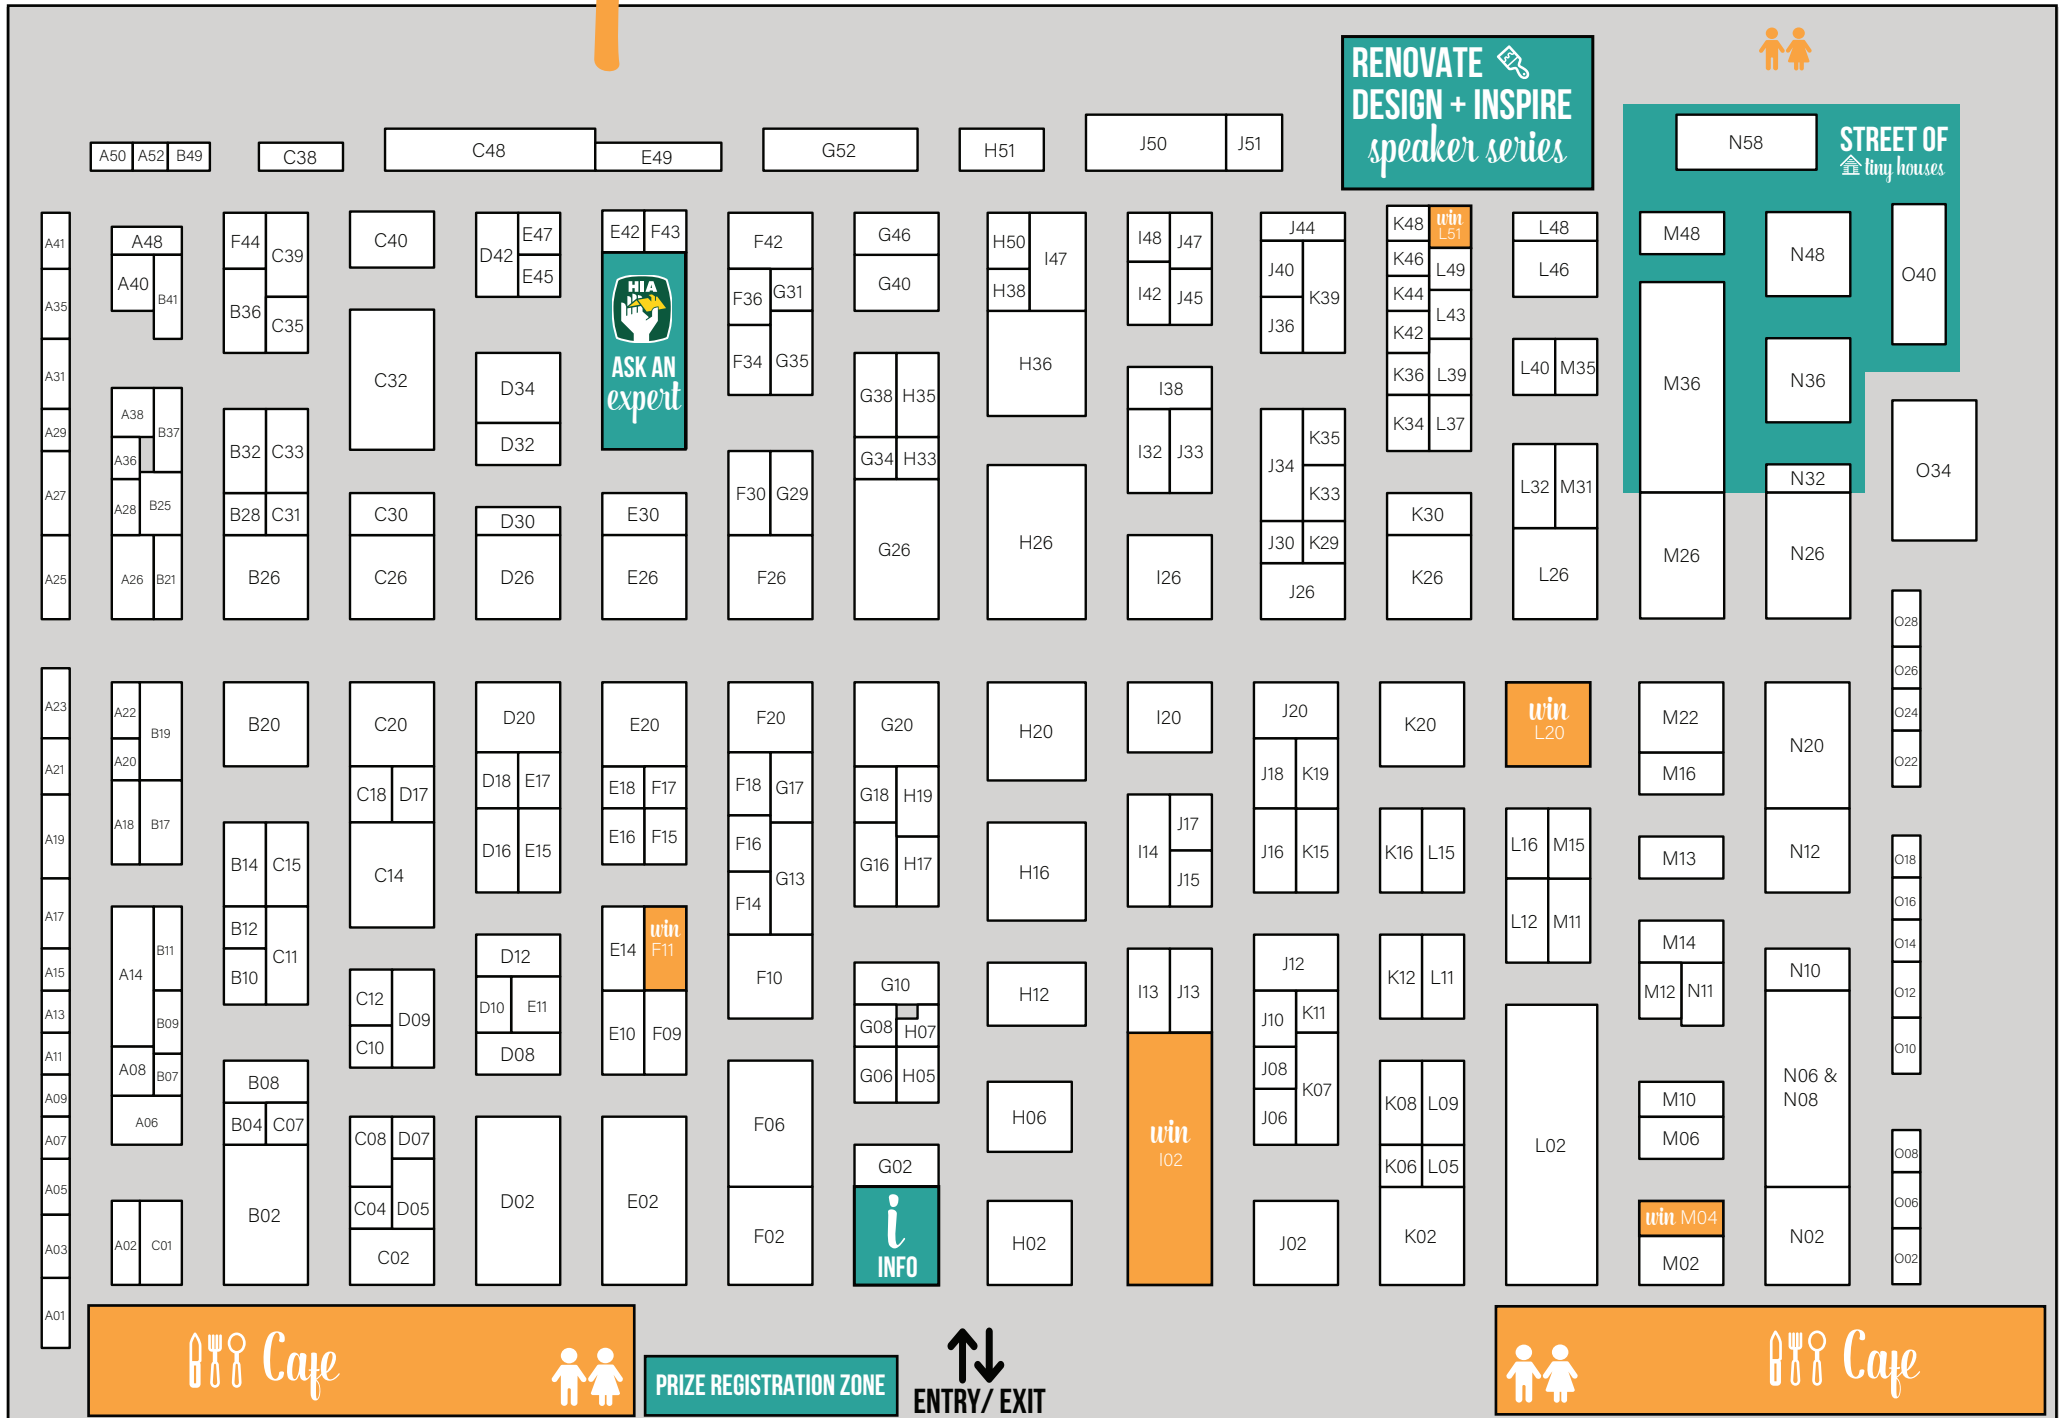 RENOVATE
DESIGN + INSPIRE
speaker series
STREET OF
tiny houses
A50 A52 B49 C38 C48 E49 G52 H51 J50 J51 N58
A41 A48 F44 C39 C40 D42 E47 E42 F43 F42 G46 H50 I47 I48 J47 J44 K48 win L51 L48 M48 N48 O40
A40 B41 E45 F36 G31 G40 H38 I42 J45 J40 K39 K46 L49 L46
A35 B36 C35 K44 L43
HIA
ASK AN
expert
A31 C32 D34 F34 G35 H36 J36 K42 L40 M35 M36 N36
A38 B37 G38 H35 I38 K36 L39
A29 A36 B32 C33 D32 G34 H33 I32 J33 J34 K35 K34 L37 O34
A27 A28 B25 B28 C31 C30 D30 E30 F30 G29 K33 K30 L32 M31 N32
A25 A26 B21 B26 C26 D26 E26 F26 G26 H26 I26 J30 K29 J26 K26 L26 M26 N26
O28
O26
O24
O22
A23 A22 B19 B20 C20 D20 E20 F20 G20 H20 I20 J20 K20 win L20 M22 N20
A21 A20 C18 D17 D18 E17 E18 F17 F18 G17 G18 H19 J18 K19 M16
A19 A18 B17 B14 C15 C14 D16 E15 E16 F15 F16 G13 G16 H17 H16 I14 J17 J15 J16 K15 K16 L15 L16 M15 M13 N12 O18
A17 B12 C11 E14 win F11 F14 L12 M11 O16
A14 B11 D12 F10 J12 M14 O14
A15 B10 C12 D09 D10 E11 G10 H12 I13 J13 K12 L11 M12 N11 N10 O12
A13 B09 C10 E10 F09 G08 H07 J10 K11 O10
A11 A08 B07 D08 G06 H05 J08 K07
A09 B08 N06 &
N08
A07 A06 B04 C07 C08 D07 F06 H06 win I02 J06 K08 L09 L02 M10 M06
A05 C04 D05 G02 K06 L05 O08
A03 A02 C01 B02 C02 D02 E02 F02 H02 J02 K02 win M04 M02 N02 O06
O02
A01
i
INFO
Cafe
PRIZE REGISTRATION ZONE
ENTRY/ EXIT
Cafe